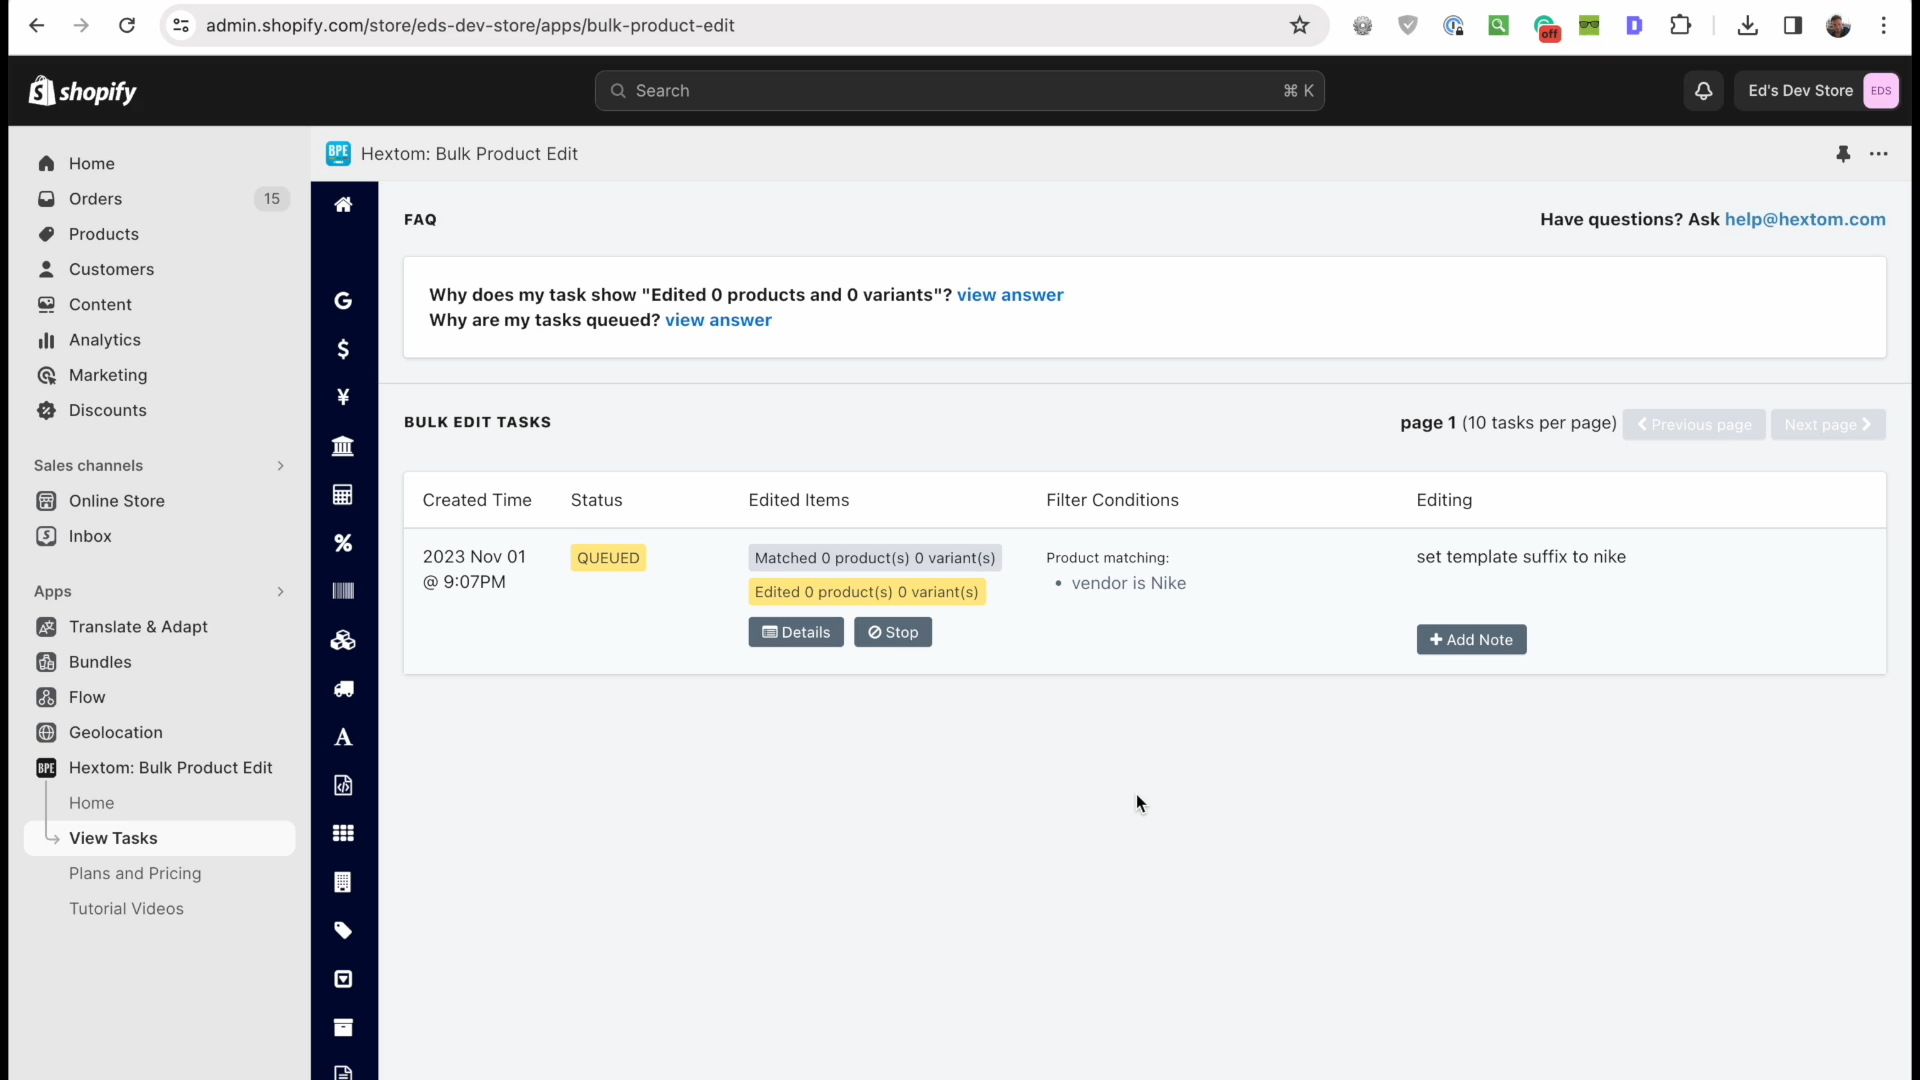 admin.shopify.com/store/eds-dev-store/apps/bulk-product-edit
off
shopify
Search
⌘ K
Ed's Dev Store
EDS
Home
Orders
15
Products
Customers
Content
Analytics
Marketing
Discounts
Sales channels
Online Store
Inbox
Apps
Translate & Adapt
Bundles
Flow
Geolocation
BPE
Hextom: Bulk Product Edit
Home
View Tasks
Plans and Pricing
Tutorial Videos
BPE
Hextom: Bulk Product Edit
FAQ
Have questions? Ask help@hextom.com
Why does my task show "Edited 0 products and 0 variants"? view answer
Why are my tasks queued? view answer
BULK EDIT TASKS
page 1 (10 tasks per page)
Previous page
Next page
Created Time
Status
Edited Items
Filter Conditions
Editing
2023 Nov 01
@ 9:07PM
QUEUED
Matched 0 product(s) 0 variant(s)
Edited 0 product(s) 0 variant(s)
Details
Stop
Product matching:
• vendor is Nike
set template suffix to nike
+ Add Note